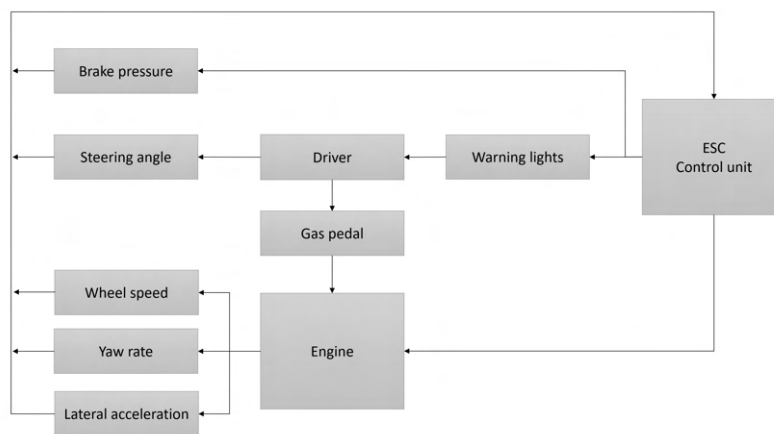 Brake pressure
ESC
Control unit
Steering angle
Driver
Warning lights
Gas pedal
Wheel speed
Yaw rate
Engine
Lateral acceleration